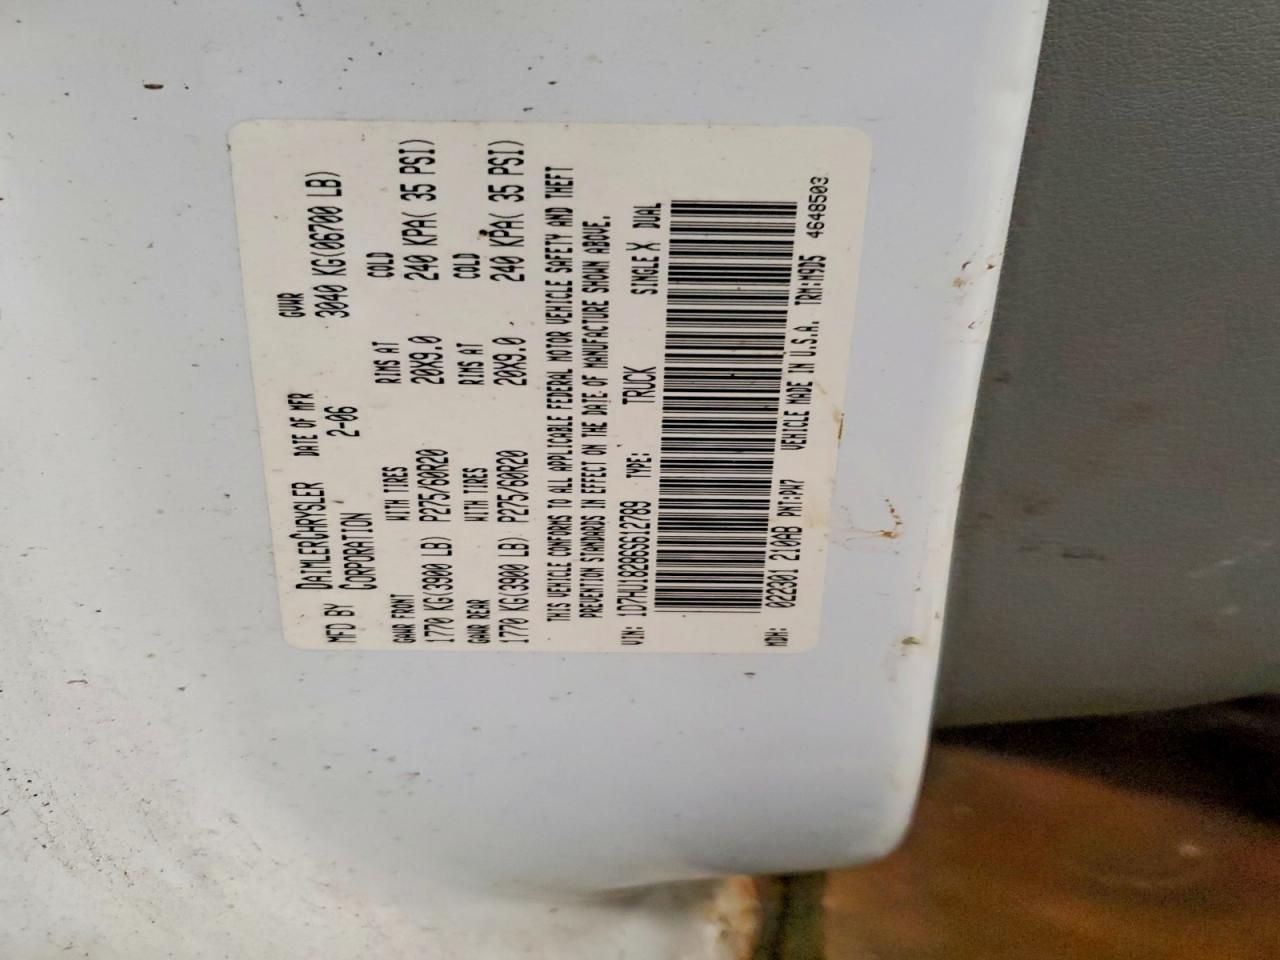 MFD BY DAIMLERCHRYSLER DATE OF MFR GVWR
CORPORATION 2-06 3040 KG(06700 LB)
GAWR FRONT WITH TIRES RIMS AT COLD
1770 KG(3900 LB) P275/60R20 20X9.0 240 KPA( 35 PSI)
GAWR REAR WITH TIRES RIMS AT COLD
1770 KG(3900 LB) P275/60R20 20X9.0 240 KPA( 35 PSI)
THIS VEHICLE CONFORMS TO ALL APPLICABLE FEDERAL MOTOR VEHICLE SAFETY AND THEFT
PREVENTION STANDARDS IN EFFECT ON THE DATE OF MANUFACTURE SHOWN ABOVE.
VIN: 1D7HU18286S612789 TYPE: TRUCK SINGLE X DUAL
MDH: 022301 210AB PNT:PW7 VEHICLE MADE IN U.S.A. TRM:M9D5 4648503